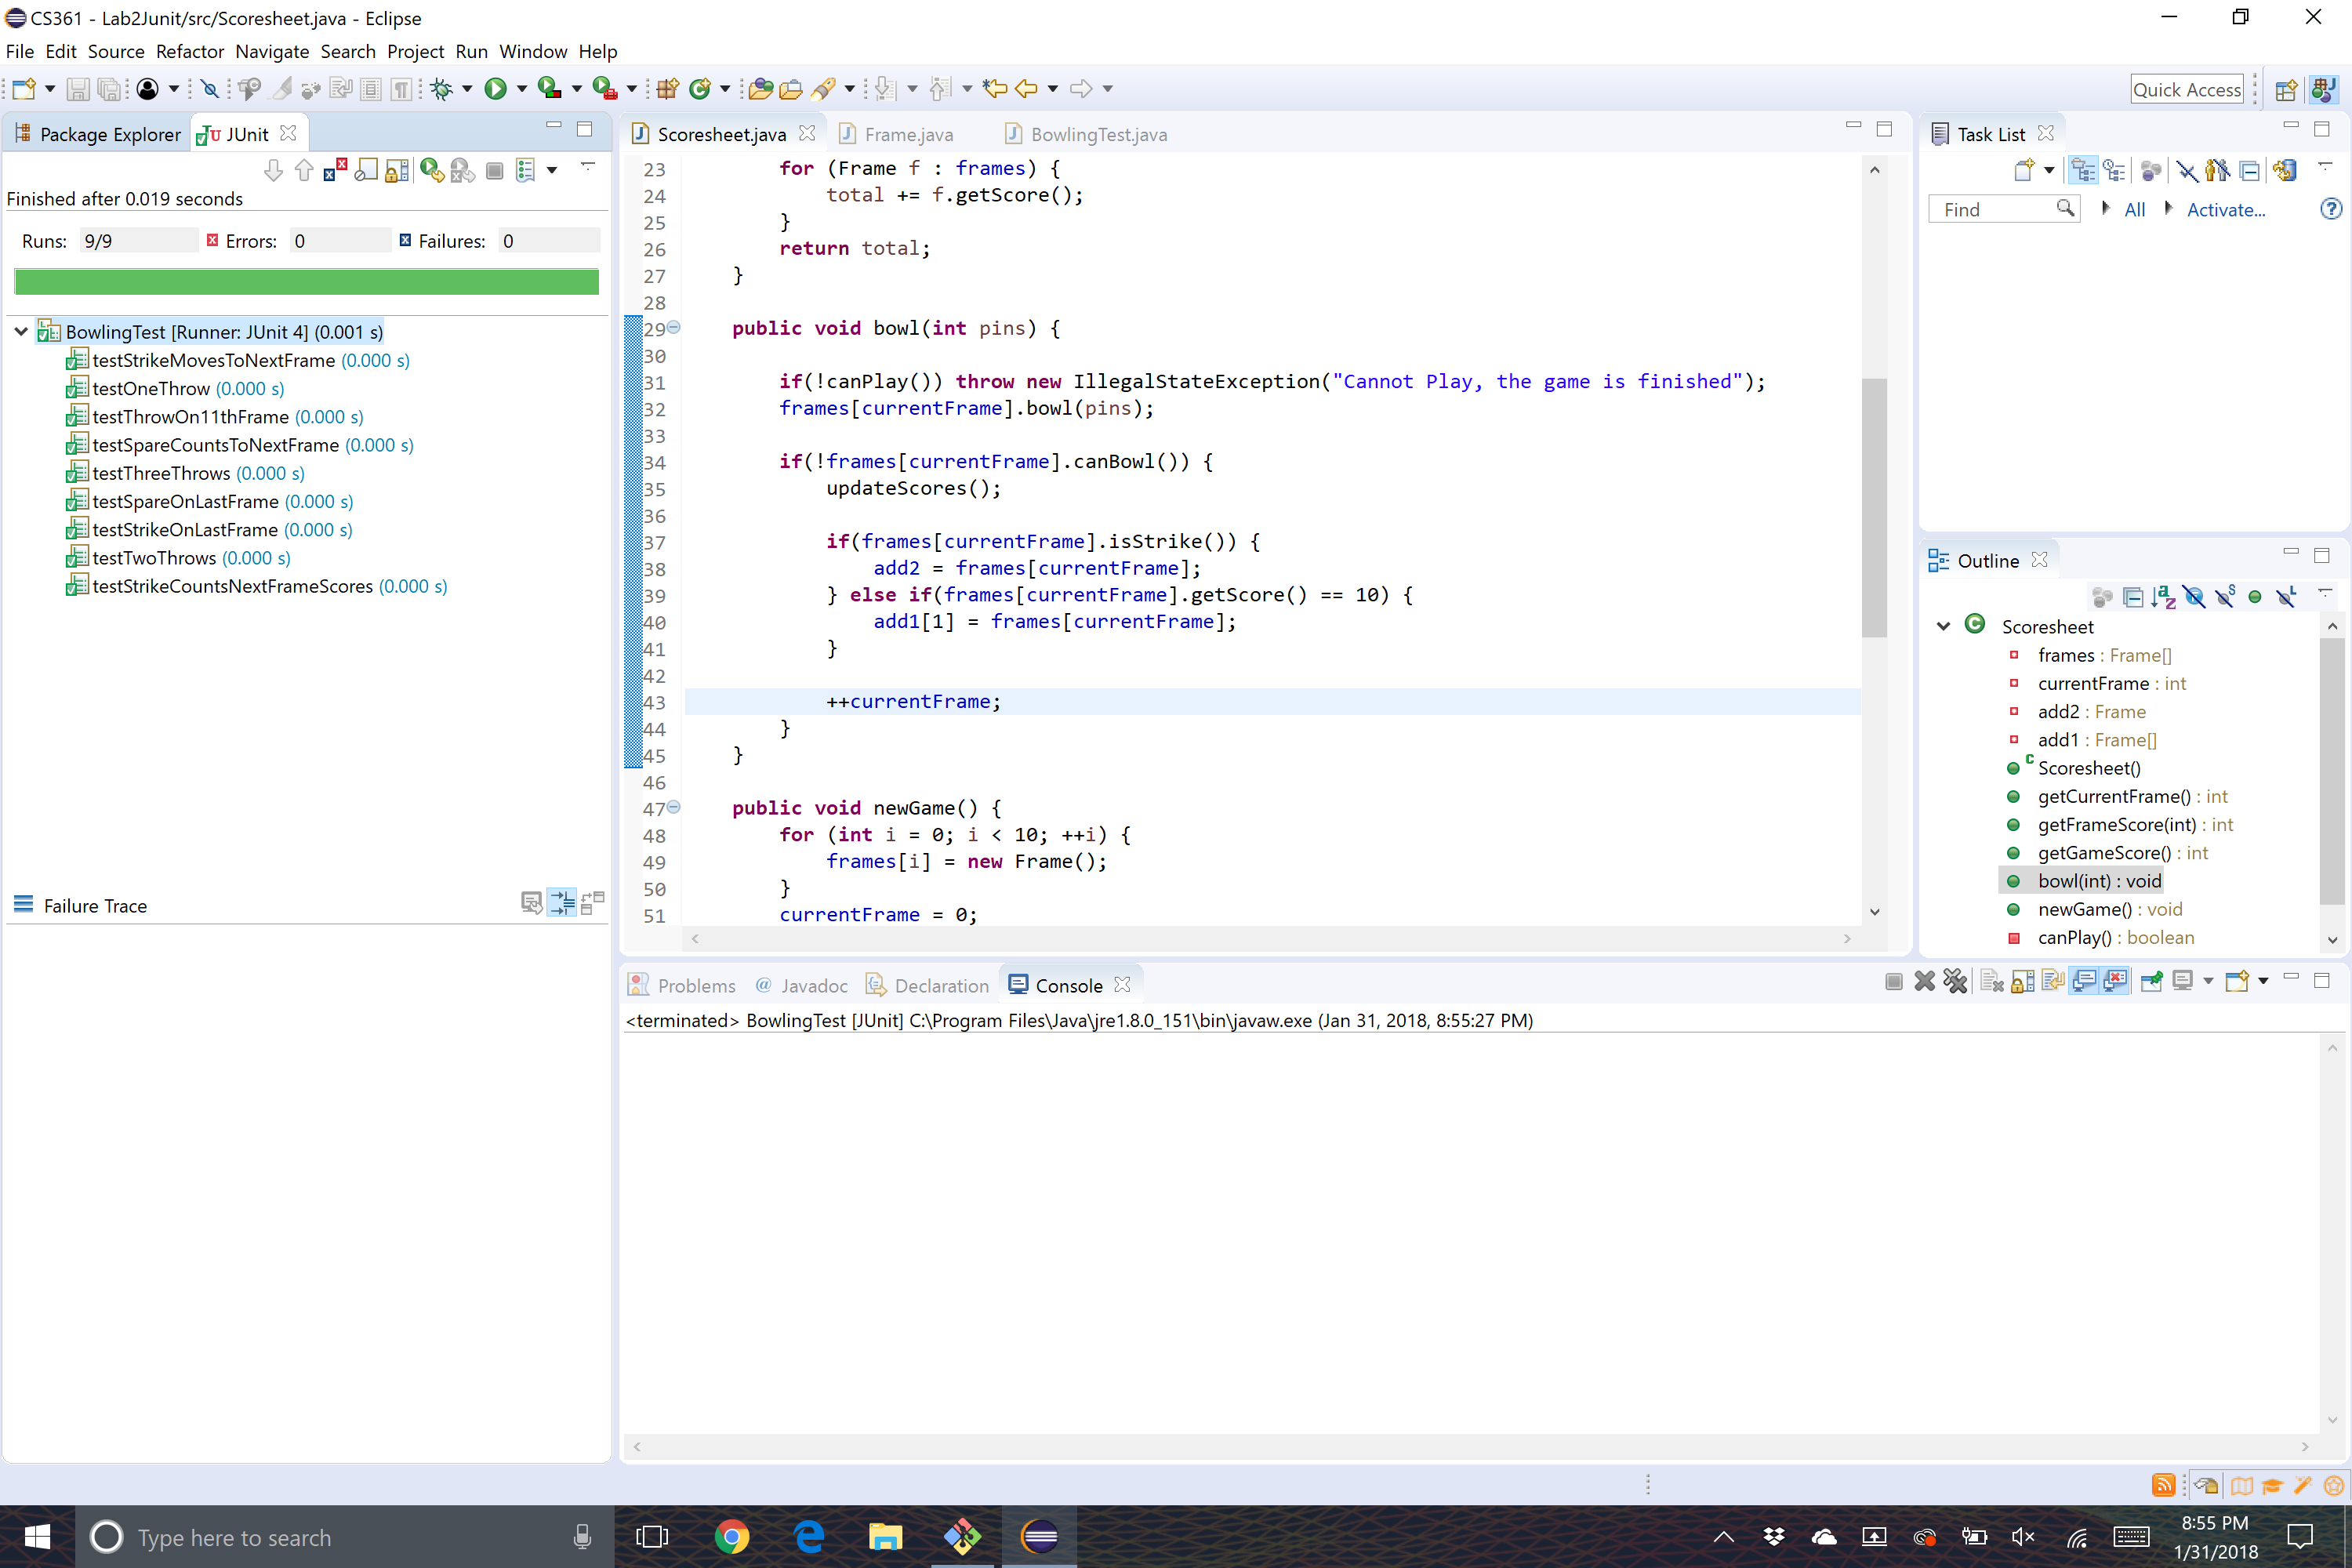 CS361 - Lab2Junit/src/Scoresheet.java - Eclipse
File Edit Source Refactor Navigate Search Project Run Window Help
Quick Access
Package Explorer
JUnit
Finished after 0.019 seconds
Runs: 9/9 Errors: 0 Failures: 0
BowlingTest [Runner: JUnit 4] (0.001 s)
testStrikeMovesToNextFrame (0.000 s)
testOneThrow (0.000 s)
testThrowOn11thFrame (0.000 s)
testSpareCountsToNextFrame (0.000 s)
testThreeThrows (0.000 s)
testSpareOnLastFrame (0.000 s)
testStrikeOnLastFrame (0.000 s)
testTwoThrows (0.000 s)
testStrikeCountsNextFrameScores (0.000 s)
Failure Trace
Scoresheet.java Frame.java BowlingTest.java
23 for (Frame f : frames) {
24 total += f.getScore();
25 }
26 return total;
27 }
28
29 public void bowl(int pins) {
30
31 if(!canPlay()) throw new IllegalStateException("Cannot Play, the game is finished");
32 frames[currentFrame].bowl(pins);
33
34 if(!frames[currentFrame].canBowl()) {
35 updateScores();
36
37 if(frames[currentFrame].isStrike()) {
38 add2 = frames[currentFrame];
39 } else if(frames[currentFrame].getScore() == 10) {
40 add1[1] = frames[currentFrame];
41 }
42
43 ++currentFrame;
44 }
45 }
46
47 public void newGame() {
48 for (int i = 0; i < 10; ++i) {
49 frames[i] = new Frame();
50 }
51 currentFrame = 0;
Task List
Find All Activate...
Outline
Scoresheet
frames : Frame[]
currentFrame : int
add2 : Frame
add1 : Frame[]
Scoresheet()
getCurrentFrame() : int
getFrameScore(int) : int
getGameScore() : int
bowl(int) : void
newGame() : void
canPlay() : boolean
Problems @ Javadoc Declaration Console
<terminated> BowlingTest [JUnit] C:\Program Files\Java\jre1.8.0_151\bin\javaw.exe (Jan 31, 2018, 8:55:27 PM)
Type here to search
8:55 PM
1/31/2018